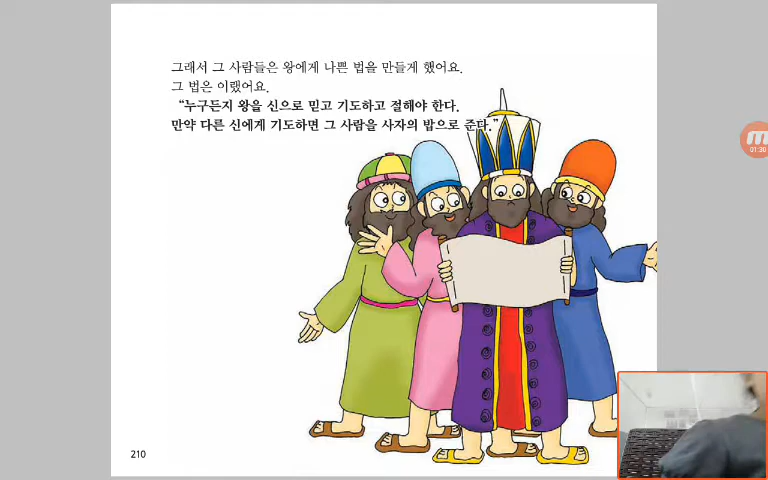 그래서 그 사람들은 왕에게 나쁜 법을 만들게 했어요.
그 법은 이랬어요.
“누구든지 왕을 신으로 믿고 기도하고 절해야 한다.
만약 다른 신에게 기도하면 그 사람을 사자의 밥으로 준다.”
210
01:30